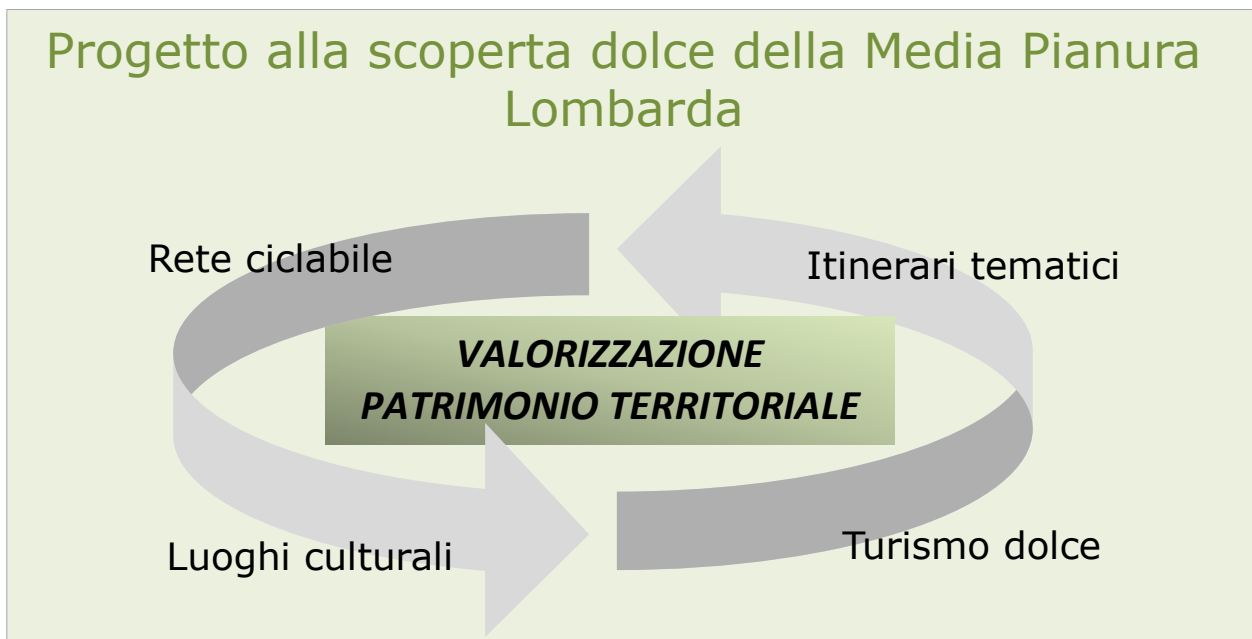 Progetto alla scoperta dolce della Media Pianura
Lombarda
Rete ciclabile
Itinerari tematici
VALORIZZAZIONE
PATRIMONIO TERRITORIALE
Luoghi culturali
Turismo dolce